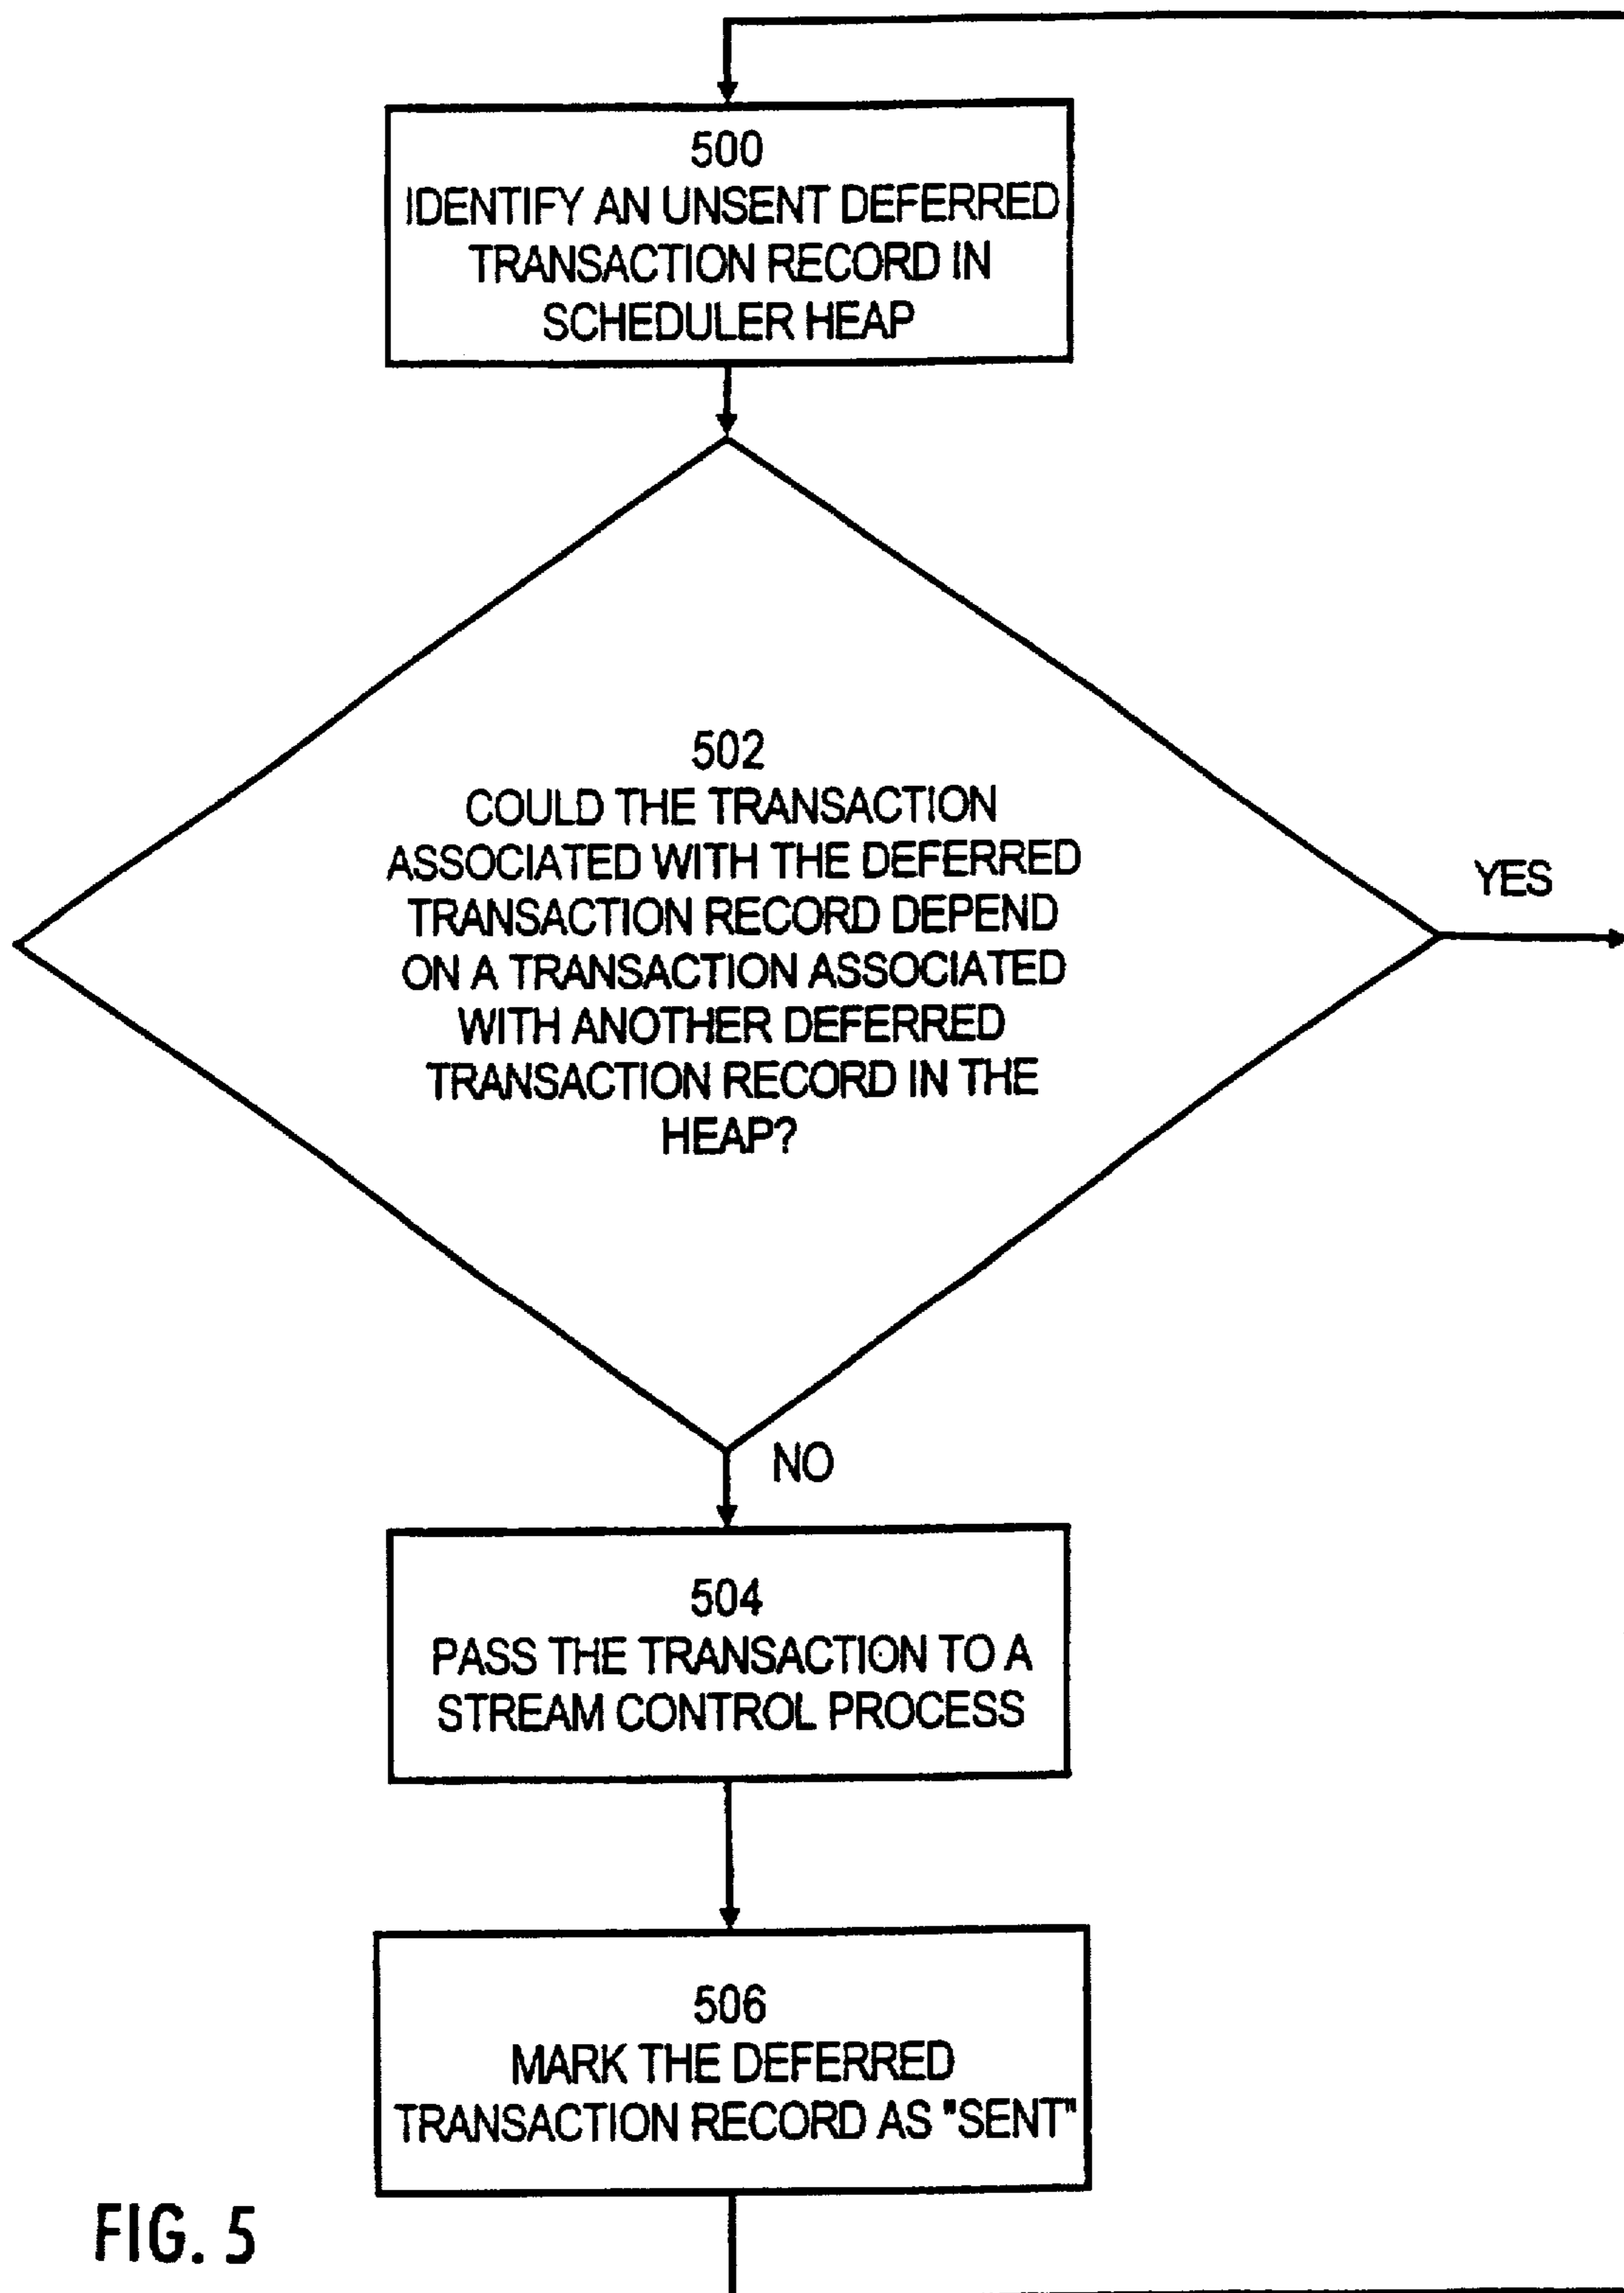 500
IDENTIFY AN UNSENT DEFERRED
TRANSACTION RECORD IN
SCHEDULER HEAP
502
COULD THE TRANSACTION
ASSOCIATED WITH THE DEFERRED
TRANSACTION RECORD DEPEND
ON A TRANSACTION ASSOCIATED
WITH ANOTHER DEFERRED
TRANSACTION RECORD IN THE
HEAP?
YES
NO
504
PASS THE TRANSACTION TO A
STREAM CONTROL PROCESS
506
MARK THE DEFERRED
TRANSACTION RECORD AS "SENT"
FIG. 5